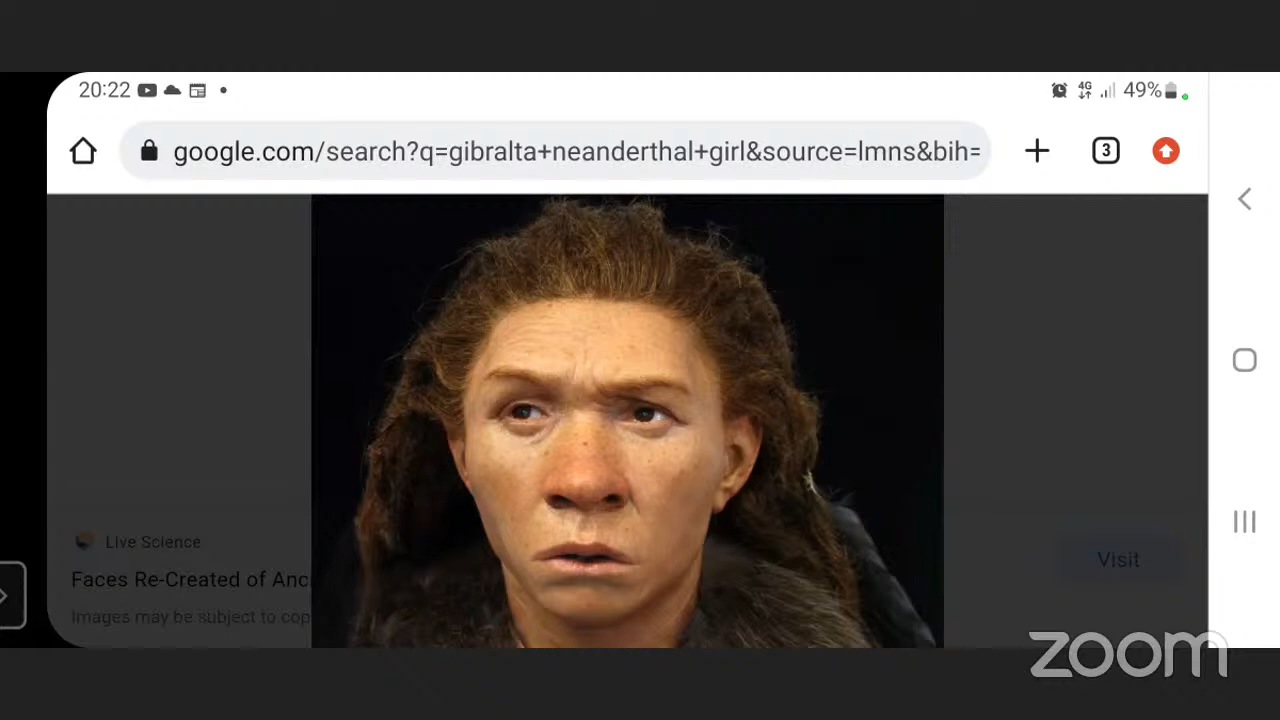 20:22 4G 49%
google.com/search?q=gibralta+neanderthal+girl&source=lmns&bih=
3
Live Science
Faces Re-Created of Anc
Visit
Images may be subject to cop
zoom